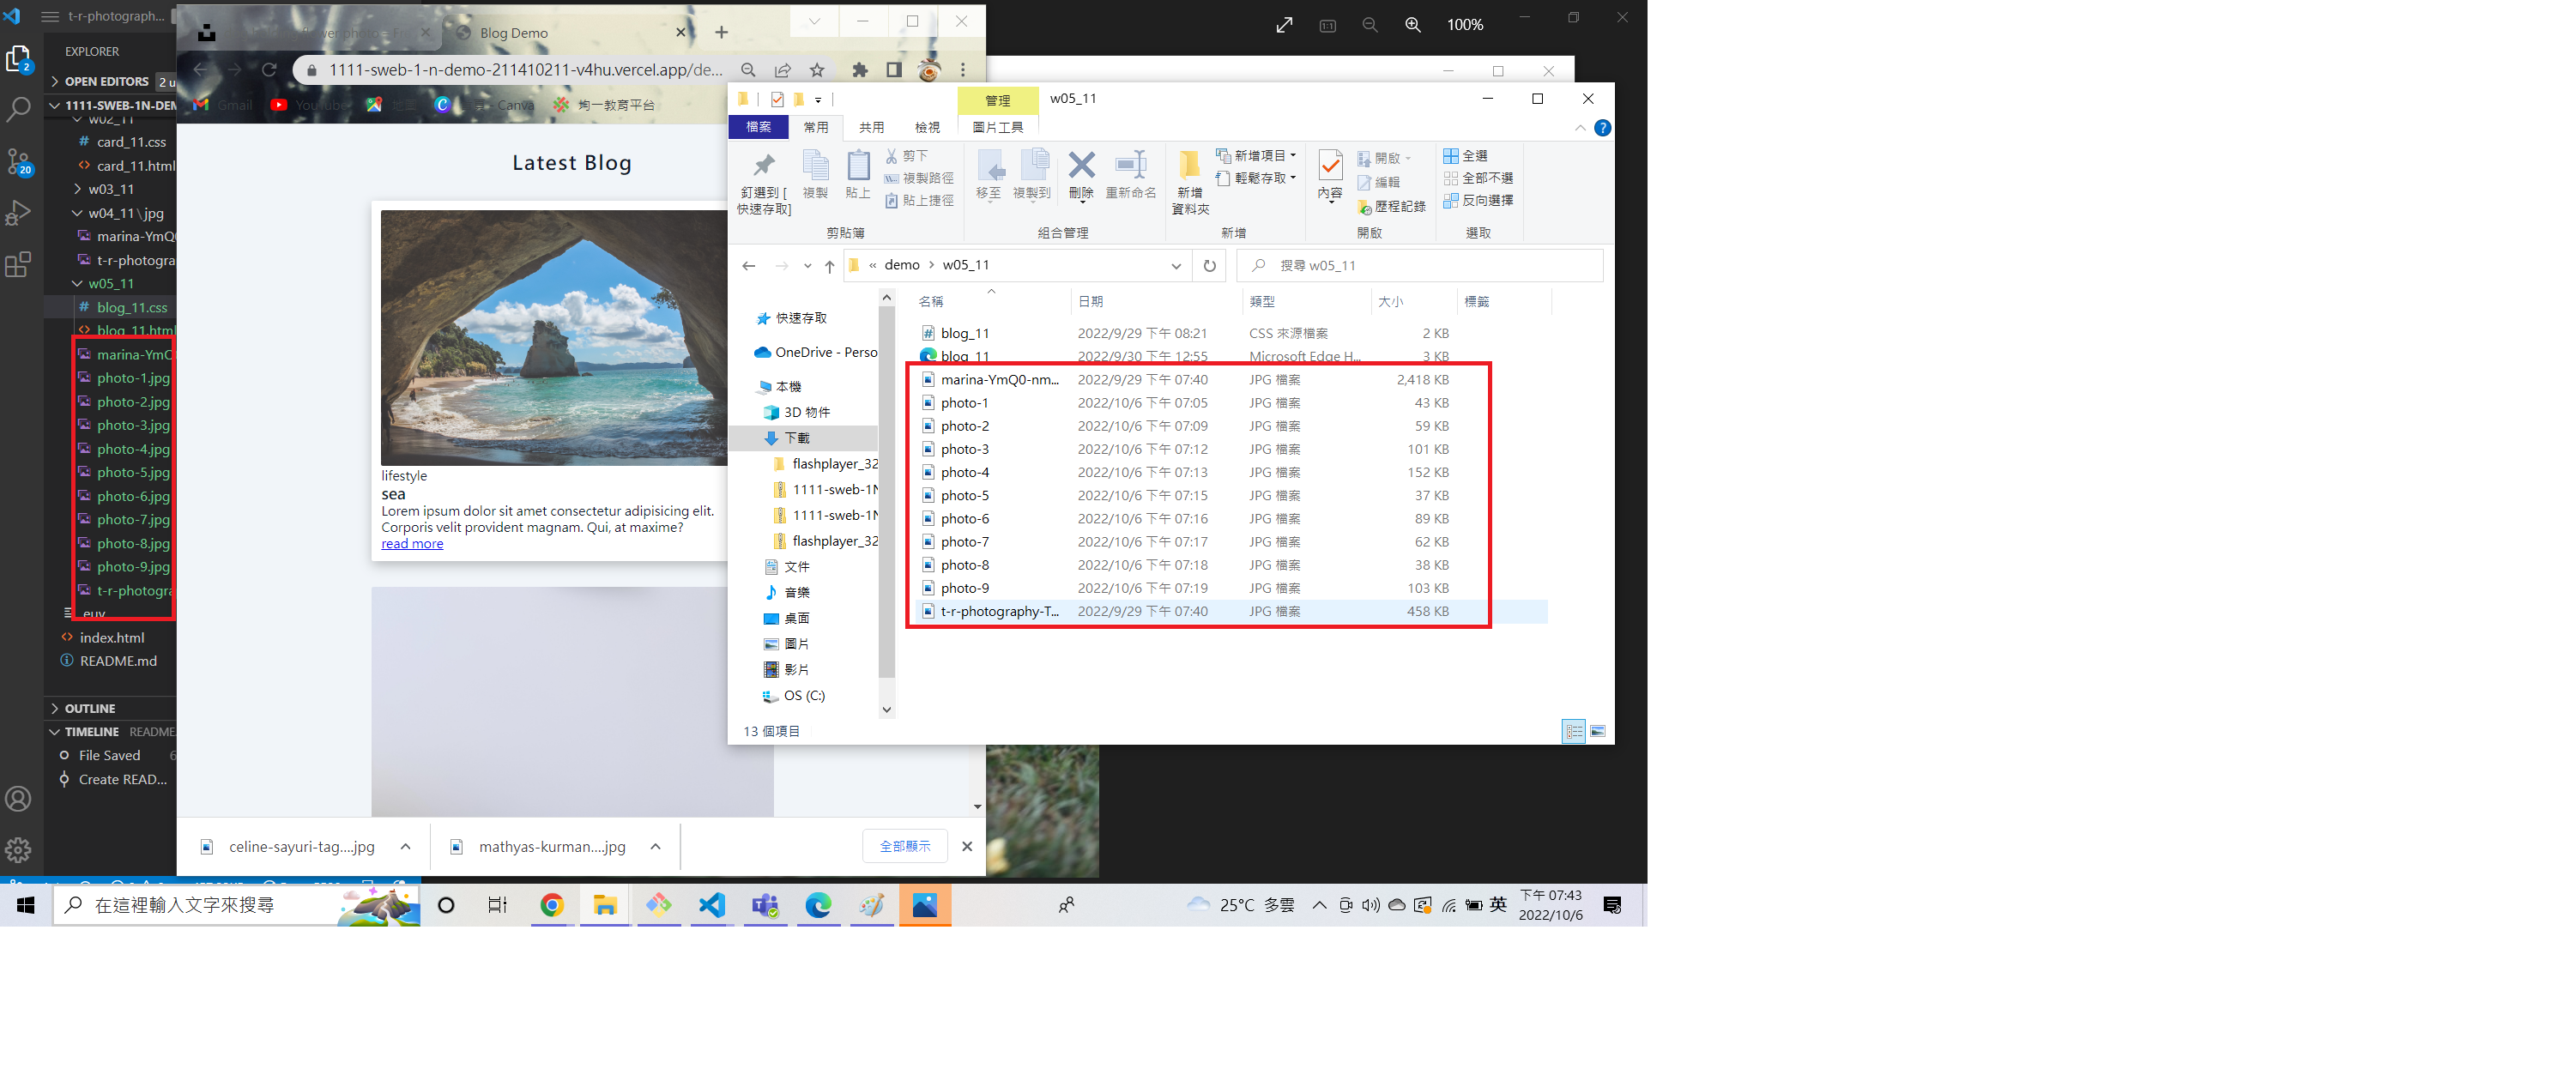 t-r-photograph...
EXPLORER
OPEN EDITORS 2 u
1111-SWEB-1N-DEM
w02_11
card_11.css
card_11.html
w03_11
w04_11\jpg
marina-YmQ
t-r-photogra
w05_11
blog_11.css
blog_11.html
marina-YmQ
photo-1.jpg
photo-2.jpg
photo-3.jpg
photo-4.jpg
photo-5.jpg
photo-6.jpg
photo-7.jpg
photo-8.jpg
photo-9.jpg
t-r-photogra
index.html
README.md
OUTLINE
TIMELINE README
File Saved 6
Create READ...
2
20
Blog Demo
1111-sweb-1-n-demo-211410211-v4hu.vercel.app/de...
Gmail YouTube 地圖 Canva 均一教育平台
Latest Blog
lifestyle
sea
Lorem ipsum dolor sit amet consectetur adipisicing elit.
Corporis velit provident magnam. Qui, at maxime?
read more
celine-sayuri-tag....jpg
mathyas-kurman....jpg
全部顯示
100%
管理 w05_11
檔案 常用 共用 檢視 圖片工具
釘選到 [
快速存取]
複製
貼上
剪下
複製路徑
貼上捷徑
剪貼簿
移至 複製到 刪除 重新命名
組合管理
新增
資料夾
新增項目
輕鬆存取
新增
內容
開啟
編輯
歷程記錄
開啟
全選
全部不選
反向選擇
選取
« demo > w05_11
搜尋 w05_11
快速存取
OneDrive - Perso
本機
3D 物件
下載
flashplayer_32
1111-sweb-1N
1111-sweb-1N
flashplayer_32
文件
音樂
桌面
圖片
影片
OS (C:)
名稱 日期 類型 大小 標籤
blog_11 2022/9/29 下午 08:21 CSS 來源檔案 2 KB
blog_11 2022/9/30 下午 12:55 Microsoft Edge H... 3 KB
marina-YmQ0-nm... 2022/9/29 下午 07:40 JPG 檔案 2,418 KB
photo-1 2022/10/6 下午 07:05 JPG 檔案 43 KB
photo-2 2022/10/6 下午 07:09 JPG 檔案 59 KB
photo-3 2022/10/6 下午 07:12 JPG 檔案 101 KB
photo-4 2022/10/6 下午 07:13 JPG 檔案 152 KB
photo-5 2022/10/6 下午 07:15 JPG 檔案 37 KB
photo-6 2022/10/6 下午 07:16 JPG 檔案 89 KB
photo-7 2022/10/6 下午 07:17 JPG 檔案 62 KB
photo-8 2022/10/6 下午 07:18 JPG 檔案 38 KB
photo-9 2022/10/6 下午 07:19 JPG 檔案 103 KB
t-r-photography-T... 2022/9/29 下午 07:40 JPG 檔案 458 KB
13 個項目
在這裡輸入文字來搜尋
25°C 多雲
英
下午 07:43
2022/10/6